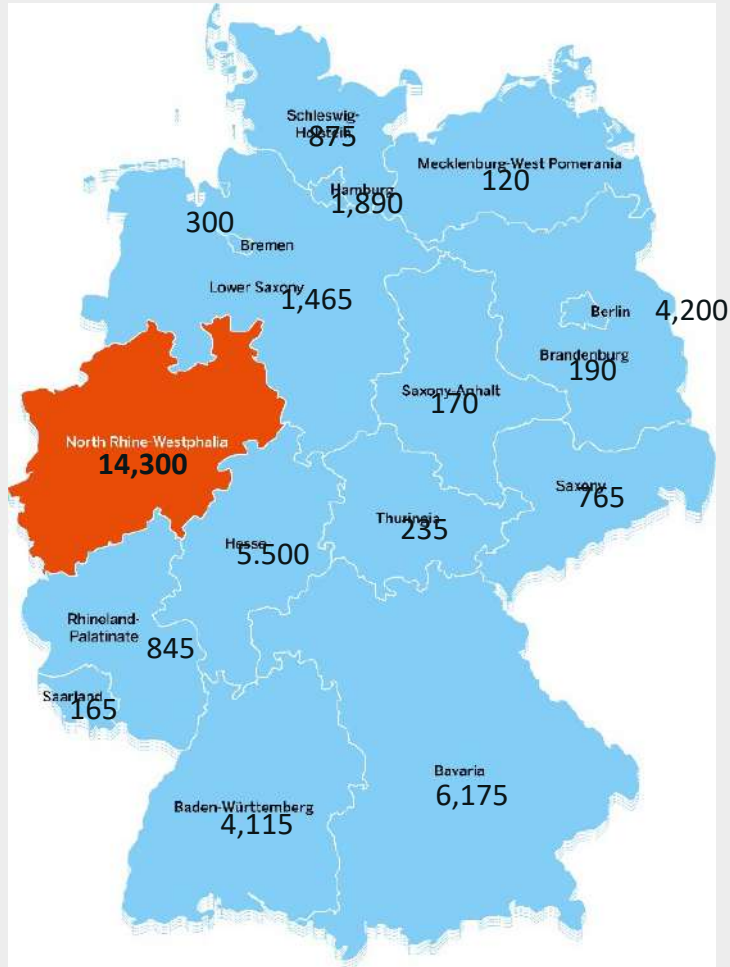 Schleswig-
Holstein
875
Mecklenburg-West Pomerania
120
Hamburg
1,890
300
Bremen
Lower Saxony
1,465
Berlin
4,200
Brandenburg
190
Saxony-Anhalt
170
North Rhine-Westphalia
14,300
Saxony
765
Thuringia
235
Hesse
5.500
Rhineland-
Palatinate
845
Saarland
165
Bavaria
6,175
Baden-Württemberg
4,115